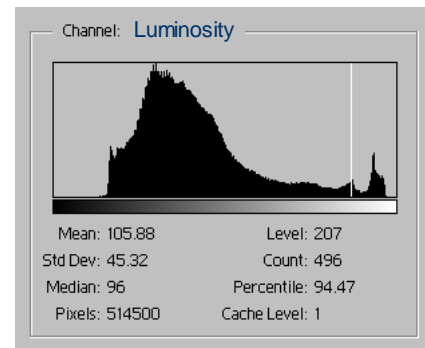 Channel: Luminosity
Mean: 105.88 Level: 207
Std Dev: 45.32 Count: 496
Median: 96 Percentile: 94.47
Pixels: 514500 Cache Level: 1